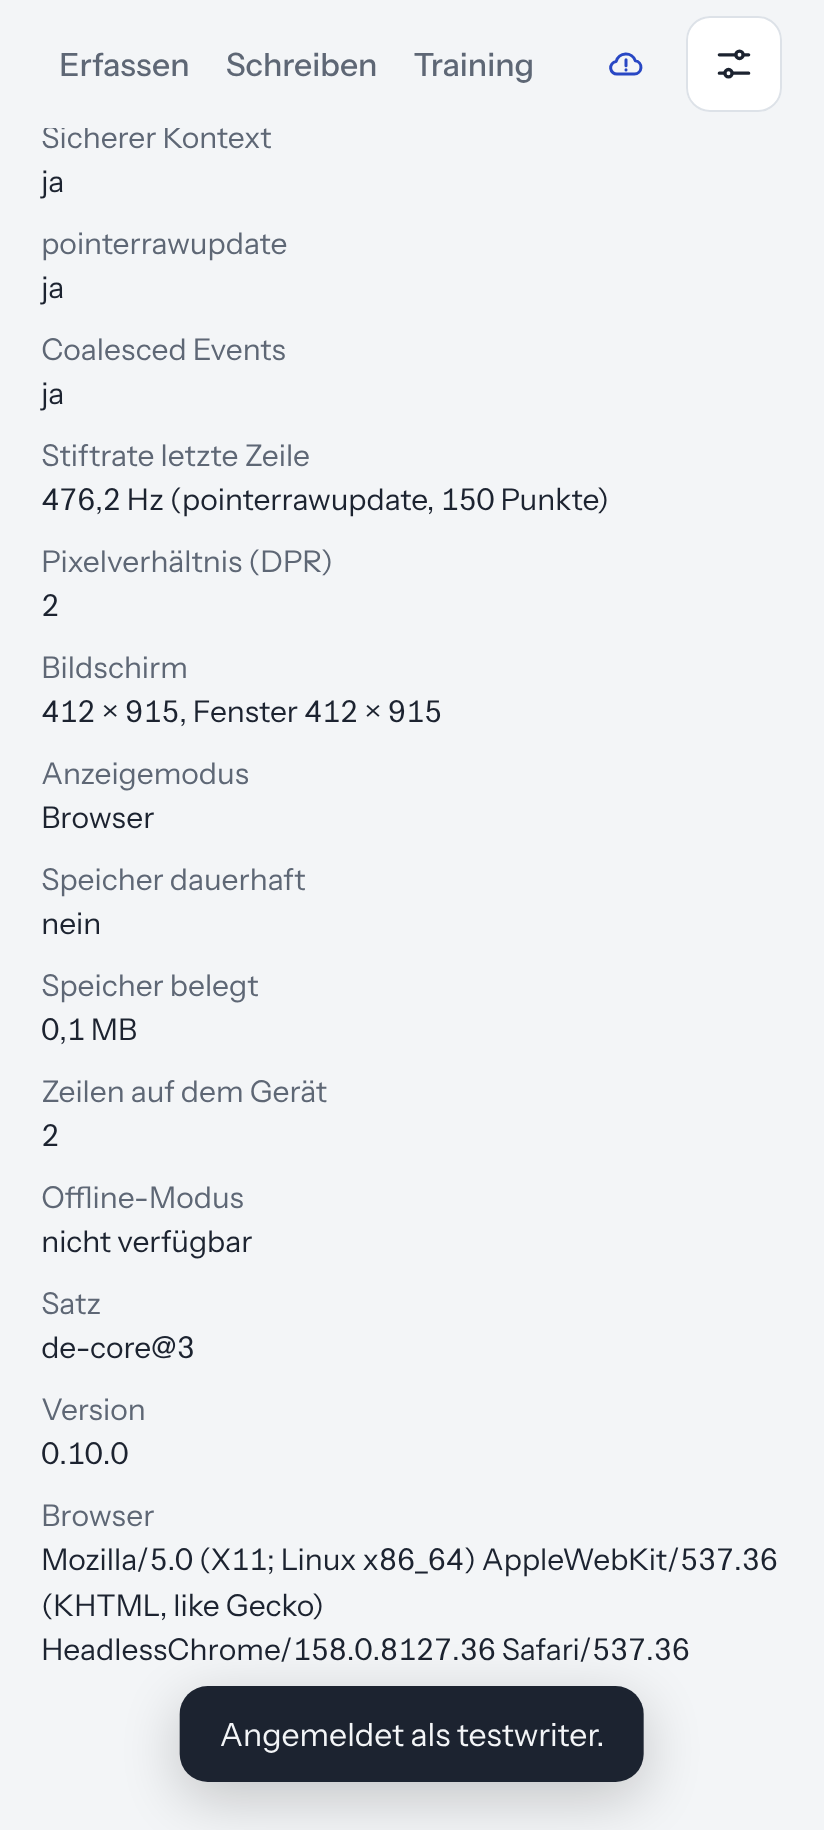 Erfassen Schreiben Training
Sicherer Kontext
ja
pointerrawupdate
ja
Coalesced Events
ja
Stiftrate letzte Zeile
476,2 Hz (pointerrawupdate, 150 Punkte)
Pixelverhältnis (DPR)
2
Bildschirm
412 × 915, Fenster 412 × 915
Anzeigemodus
Browser
Speicher dauerhaft
nein
Speicher belegt
0,1 MB
Zeilen auf dem Gerät
2
Offline-Modus
nicht verfügbar
Satz
de-core@3
Version
0.10.0
Browser
Mozilla/5.0 (X11; Linux x86_64) AppleWebKit/537.36
(KHTML, like Gecko)
HeadlessChrome/158.0.8127.36 Safari/537.36
Angemeldet als testwriter.